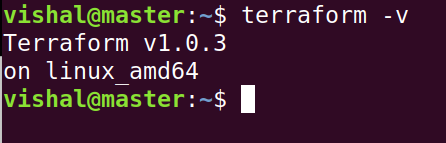 vishal@master:~$ terraform -v
Terraform v1.0.3
on linux_amd64
vishal@master:~$